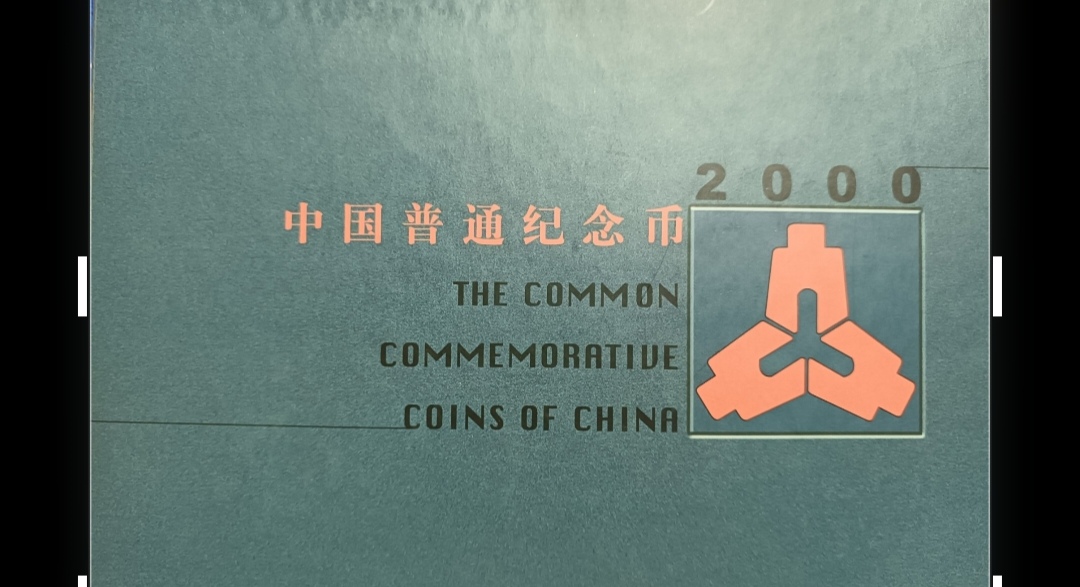 2000
中国普通纪念币
THE COMMON
COMMEMORATIVE
COINS OF CHINA